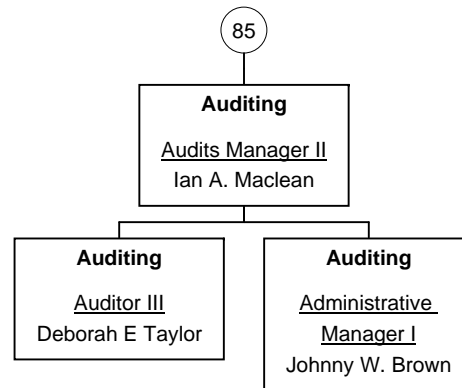 85
Auditing
Audits Manager II
Ian A. Maclean
Auditing
Auditor III
Deborah E Taylor
Auditing
Administrative
Manager I
Johnny W. Brown